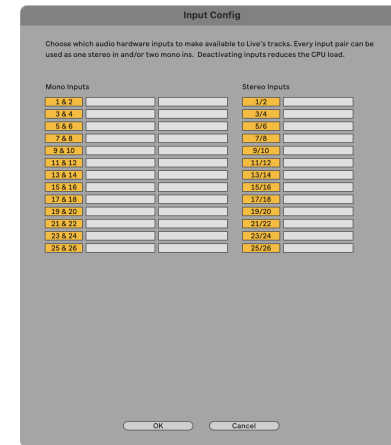 Input Config
Choose which audio hardware inputs to make available to Live's tracks. Every input pair can be
used as one stereo in and/or two mono ins.  Deactivating inputs reduces the CPU load.
Mono Inputs
1 & 2
3 & 4
5 & 6
7 & 8
9 & 10
11 & 12
13 & 14
15 & 16
17 & 18
19 & 20
21 & 22
23 & 24
25 & 26
Stereo Inputs
1/2
3/4
5/6
7/8
9/10
11/12
13/14
15/16
17/18
19/20
21/22
23/24
25/26
OK
Cancel